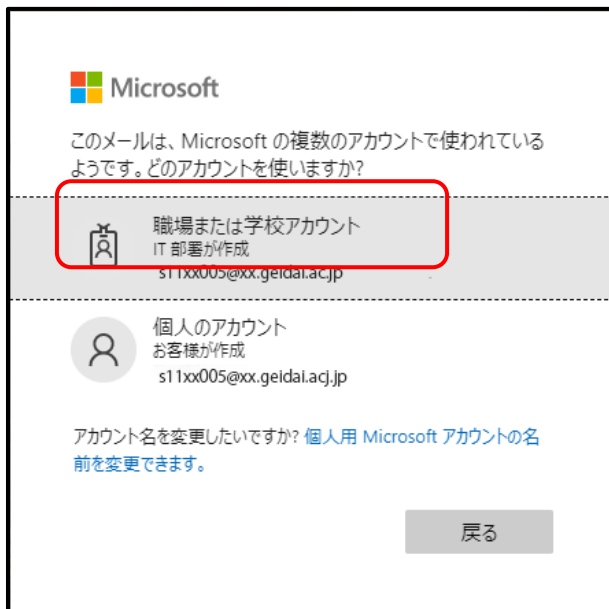 Microsoft
このメールは、Microsoft の複数のアカウントで使われている
ようです。どのアカウントを使いますか?
職場または学校アカウント
IT 部署が作成
s11xx005@xx.geidai.ac.jp
個人のアカウント
お客様が作成
s11xx005@xx.geidai.acj.jp
アカウント名を変更したいですか? 個人用 Microsoft アカウントの名
前を変更できます。
戻る